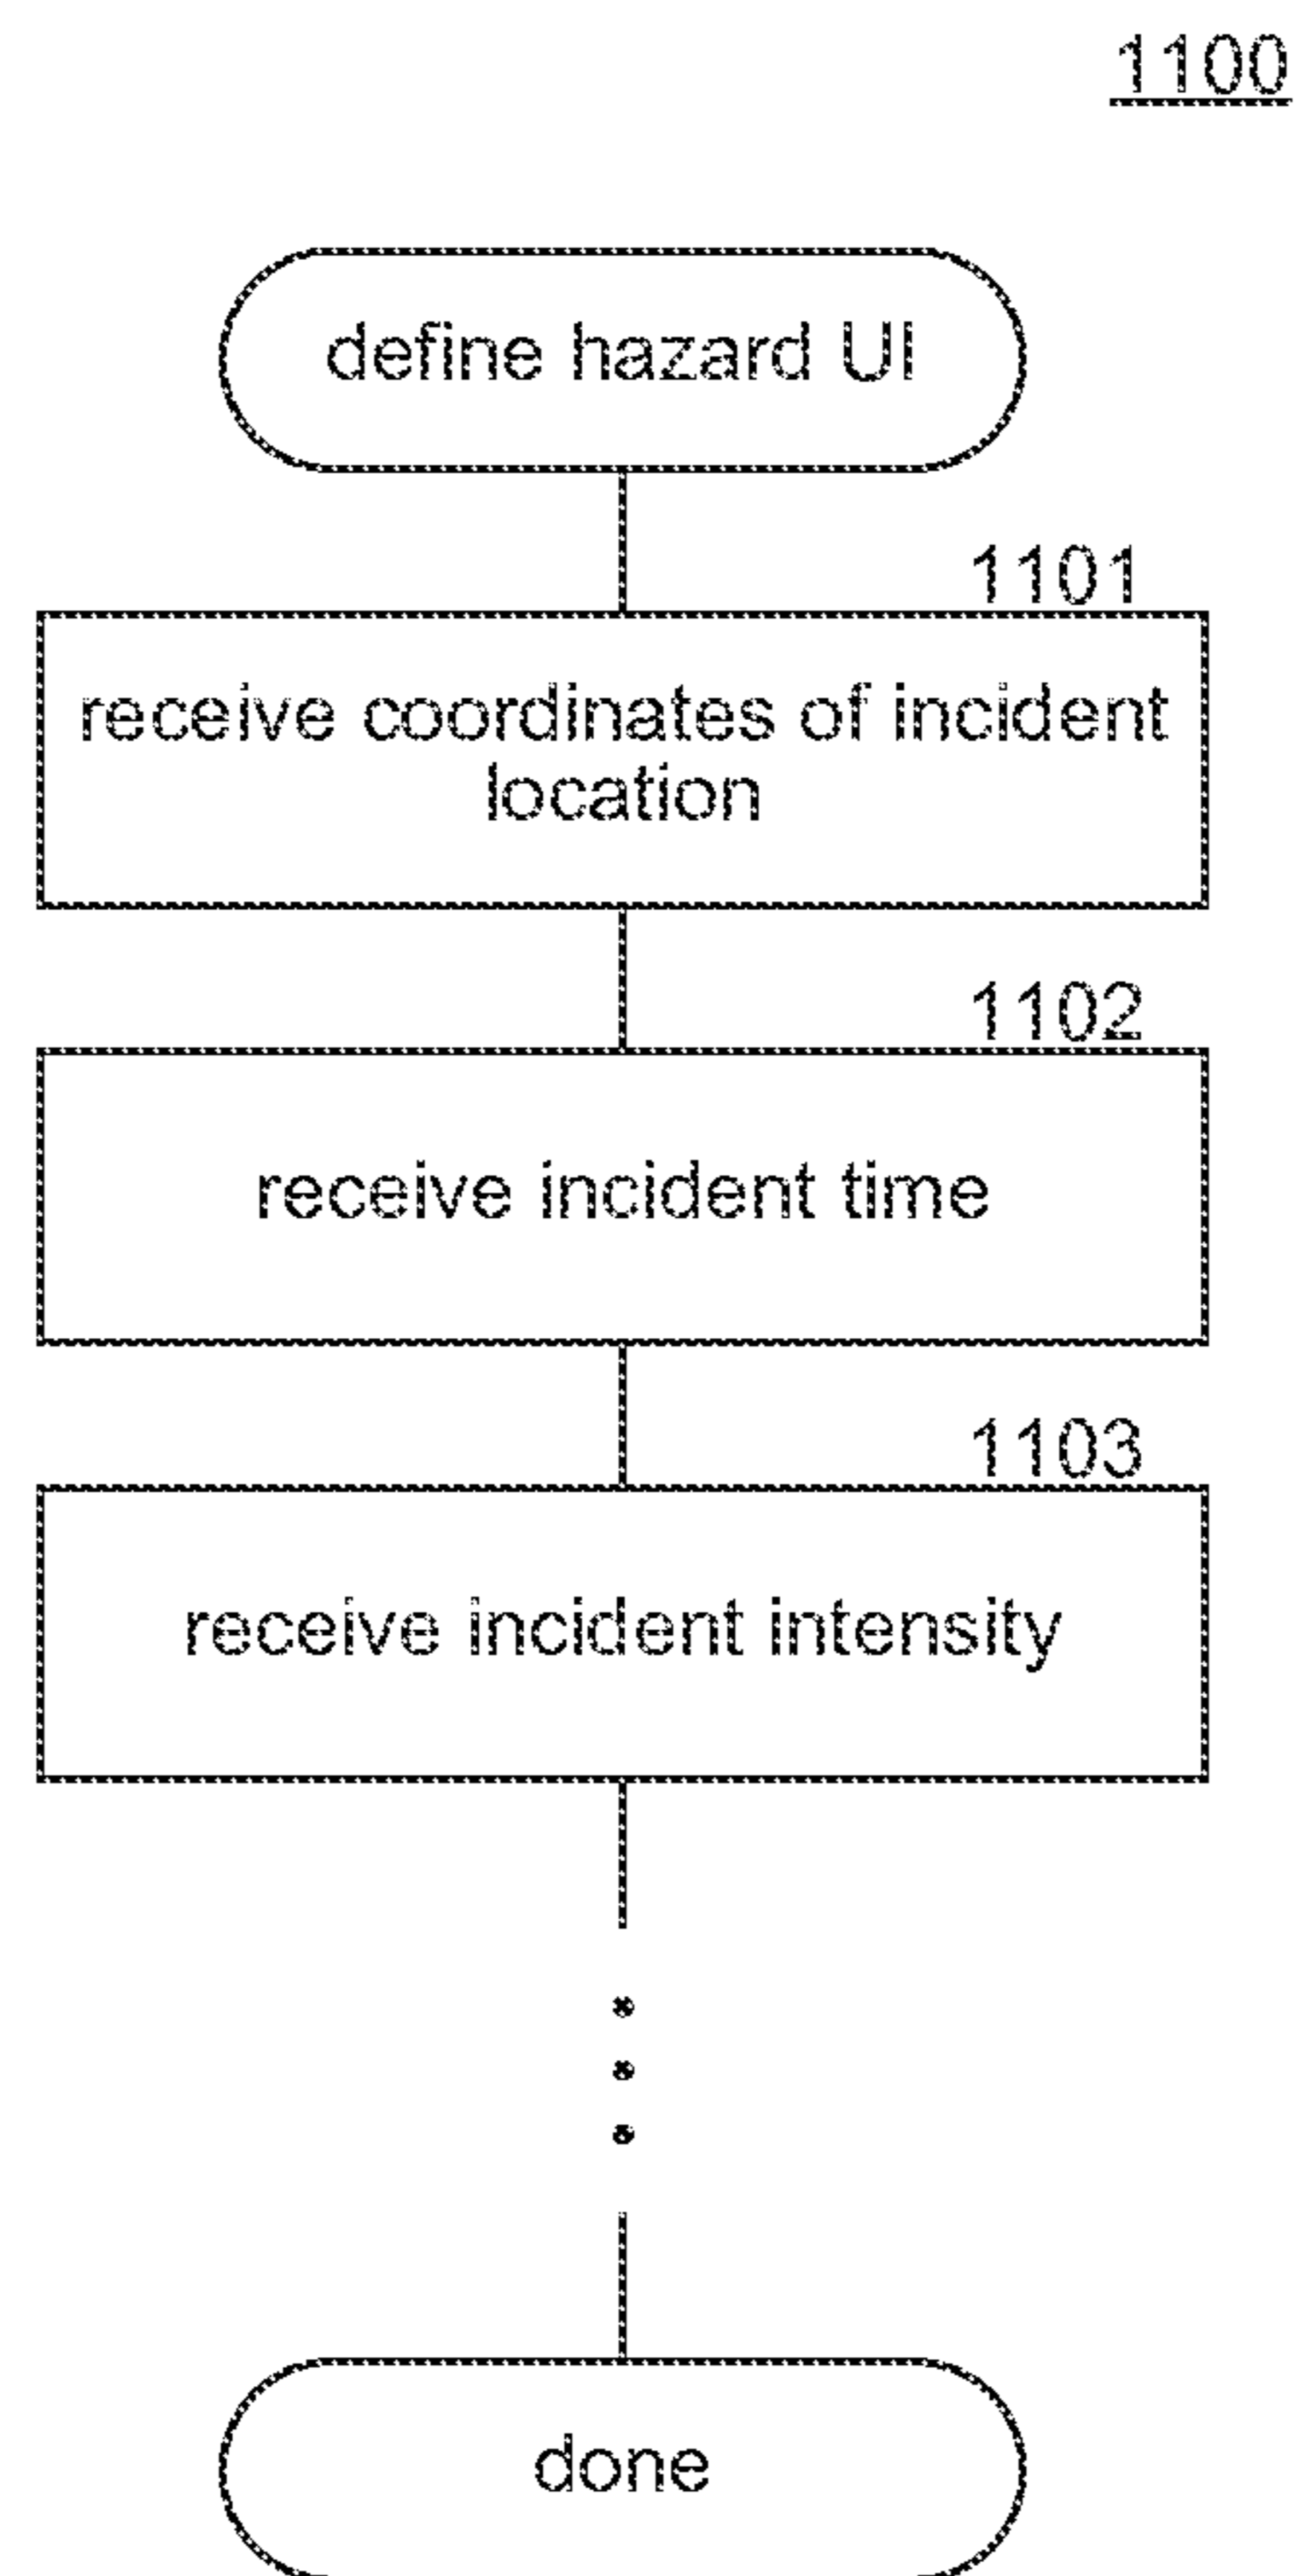 1100
define hazard UI
1101
receive coordinates of incident
location
1102
receive incident time
1103
receive incident intensity
done